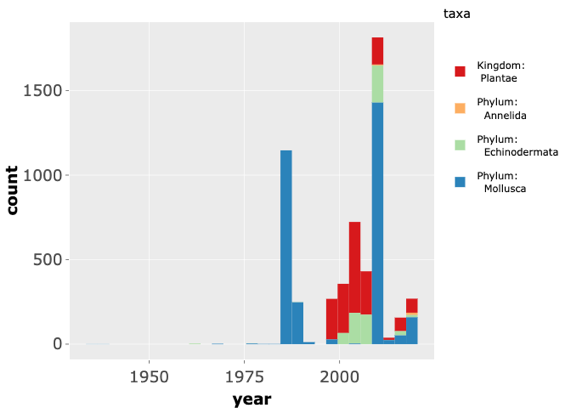 taxa
Kingdom:
Plantae
Phylum:
Annelida
Phylum:
Echinodermata
Phylum:
Mollusca
count
1500
1000
500
0
1950
1975
2000
year